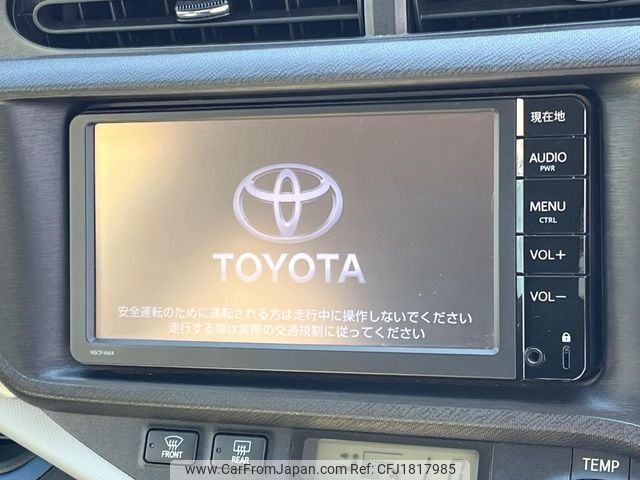 現在地
AUDIO
PWR
MENU
CTRL
VOL+
VOL−
TOYOTA
安全運転のために運転される方は走行中に操作しないでください
走行する際は実際の交通規制に従ってください
NSCP-W64
FRONT
REAR
TEMP
car_image_from CarFromJapan.com - Ref: CFJ1817985